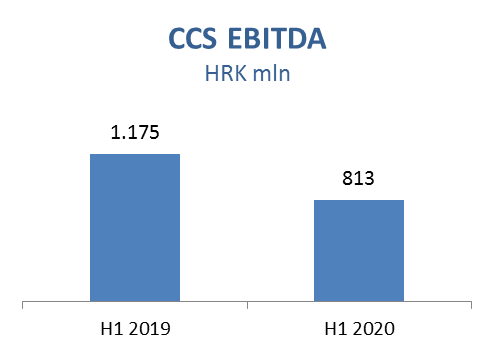 CCS EBITDA
HRK mln
1.175
813
H1 2019
H1 2020